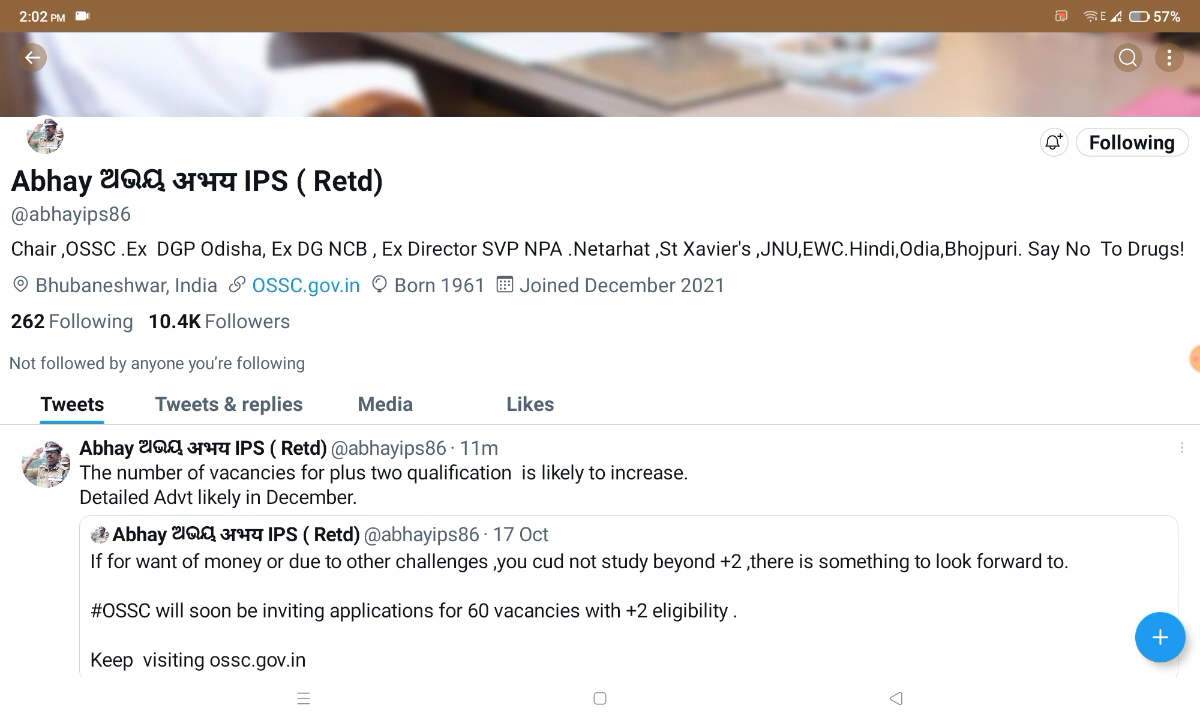 2:02 PM
E 57%
Following
Abhay ଅଭୟ अभय IPS ( Retd)
@abhayips86
Chair ,OSSC .Ex  DGP Odisha, Ex DG NCB , Ex Director SVP NPA .Netarhat ,St Xavier's ,JNU,EWC.Hindi,Odia,Bhojpuri. Say No  To Drugs!
Bhubaneshwar, India OSSC.gov.in Born 1961 Joined December 2021
262 Following 10.4K Followers
Not followed by anyone you’re following
Tweets Tweets & replies Media Likes
Abhay ଅଭୟ अभय IPS ( Retd) @abhayips86 · 11m
The number of vacancies for plus two qualification  is likely to increase.
Detailed Advt likely in December.
Abhay ଅଭୟ अभय IPS ( Retd) @abhayips86 · 17 Oct
If for want of money or due to other challenges ,you cud not study beyond +2 ,there is something to look forward to.
#OSSC will soon be inviting applications for 60 vacancies with +2 eligibility .
Keep  visiting ossc.gov.in